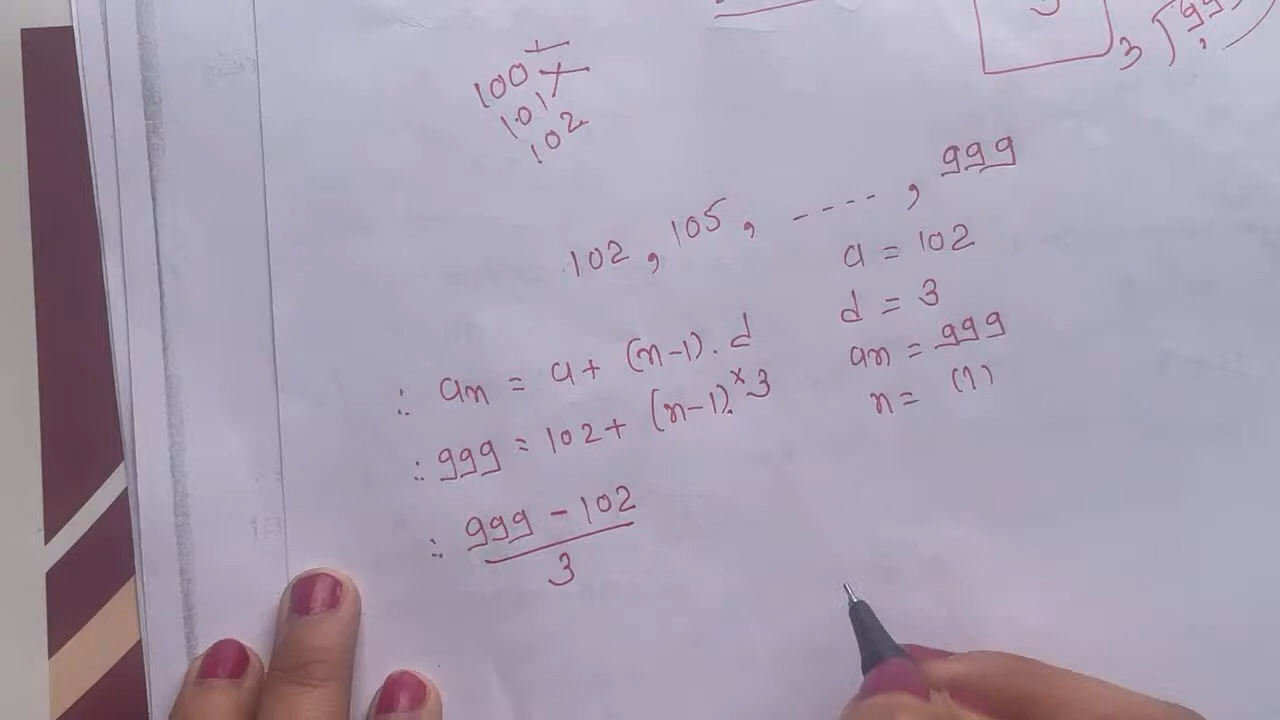 100 ×
101 ×
102
3 ) 999
102 , 105 , ---- , 999
a = 102
d = 3
an = 999
n = (?)
∴ an = a + (n-1) . d
∴ 999 = 102 + (n-1) . × 3
∴ 999 - 102
3